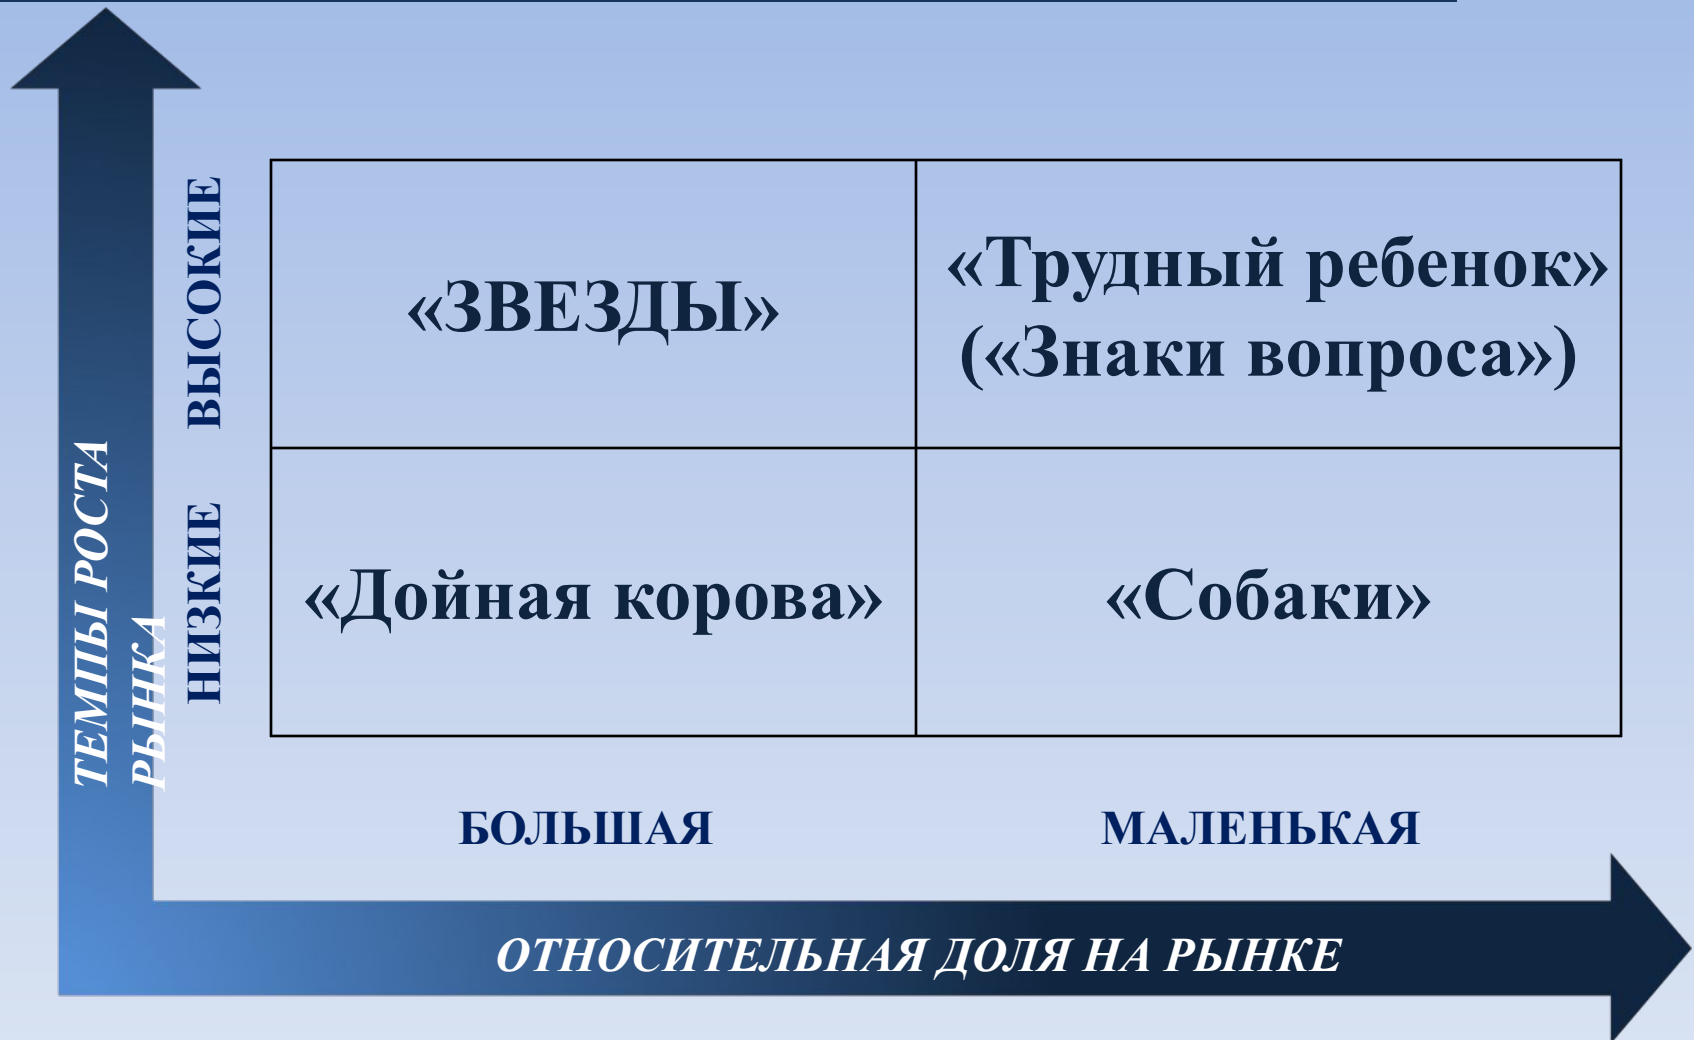 ВЫСОКИЕ
«ЗВЕЗДЫ»
«Трудный ребенок»
(«Знаки вопроса»)
ТЕМПЫ РОСТА
РЫНКА
НИЗКИЕ
«Дойная корова»
«Собаки»
БОЛЬШАЯ
МАЛЕНЬКАЯ
ОТНОСИТЕЛЬНАЯ ДОЛЯ НА РЫНКЕ